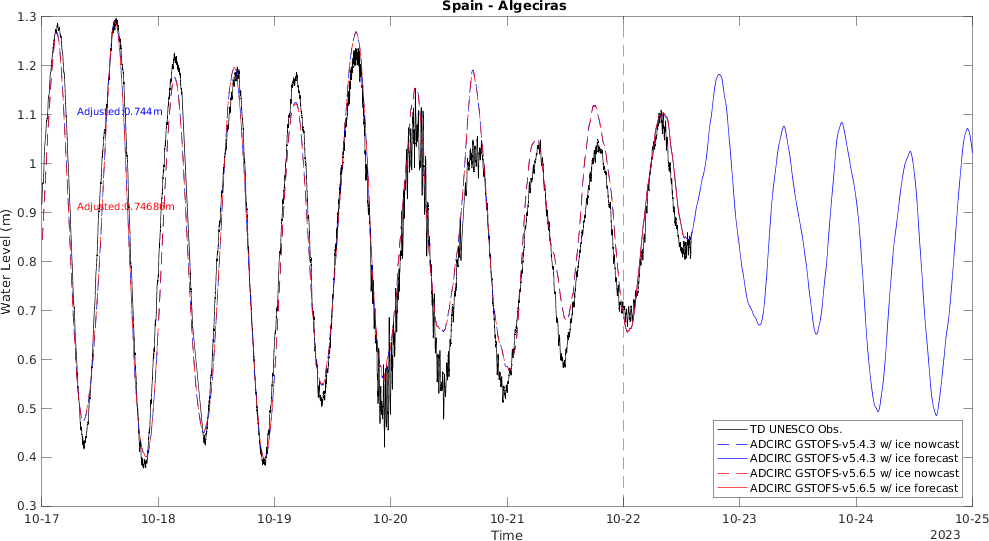 Spain - Algeciras
1.3
1.2
1.1
1
0.9
0.8
0.7
0.6
0.5
0.4
0.3
Water Level (m)
Adjusted:0.744m
Adjusted:0.74686m
TD UNESCO Obs.
ADCIRC GSTOFS-v5.4.3 w/ ice nowcast
ADCIRC GSTOFS-v5.4.3 w/ ice forecast
ADCIRC GSTOFS-v5.6.5 w/ ice nowcast
ADCIRC GSTOFS-v5.6.5 w/ ice forecast
10-17 10-18 10-19 10-20 10-21 10-22 10-23 10-24 10-25
Time
2023